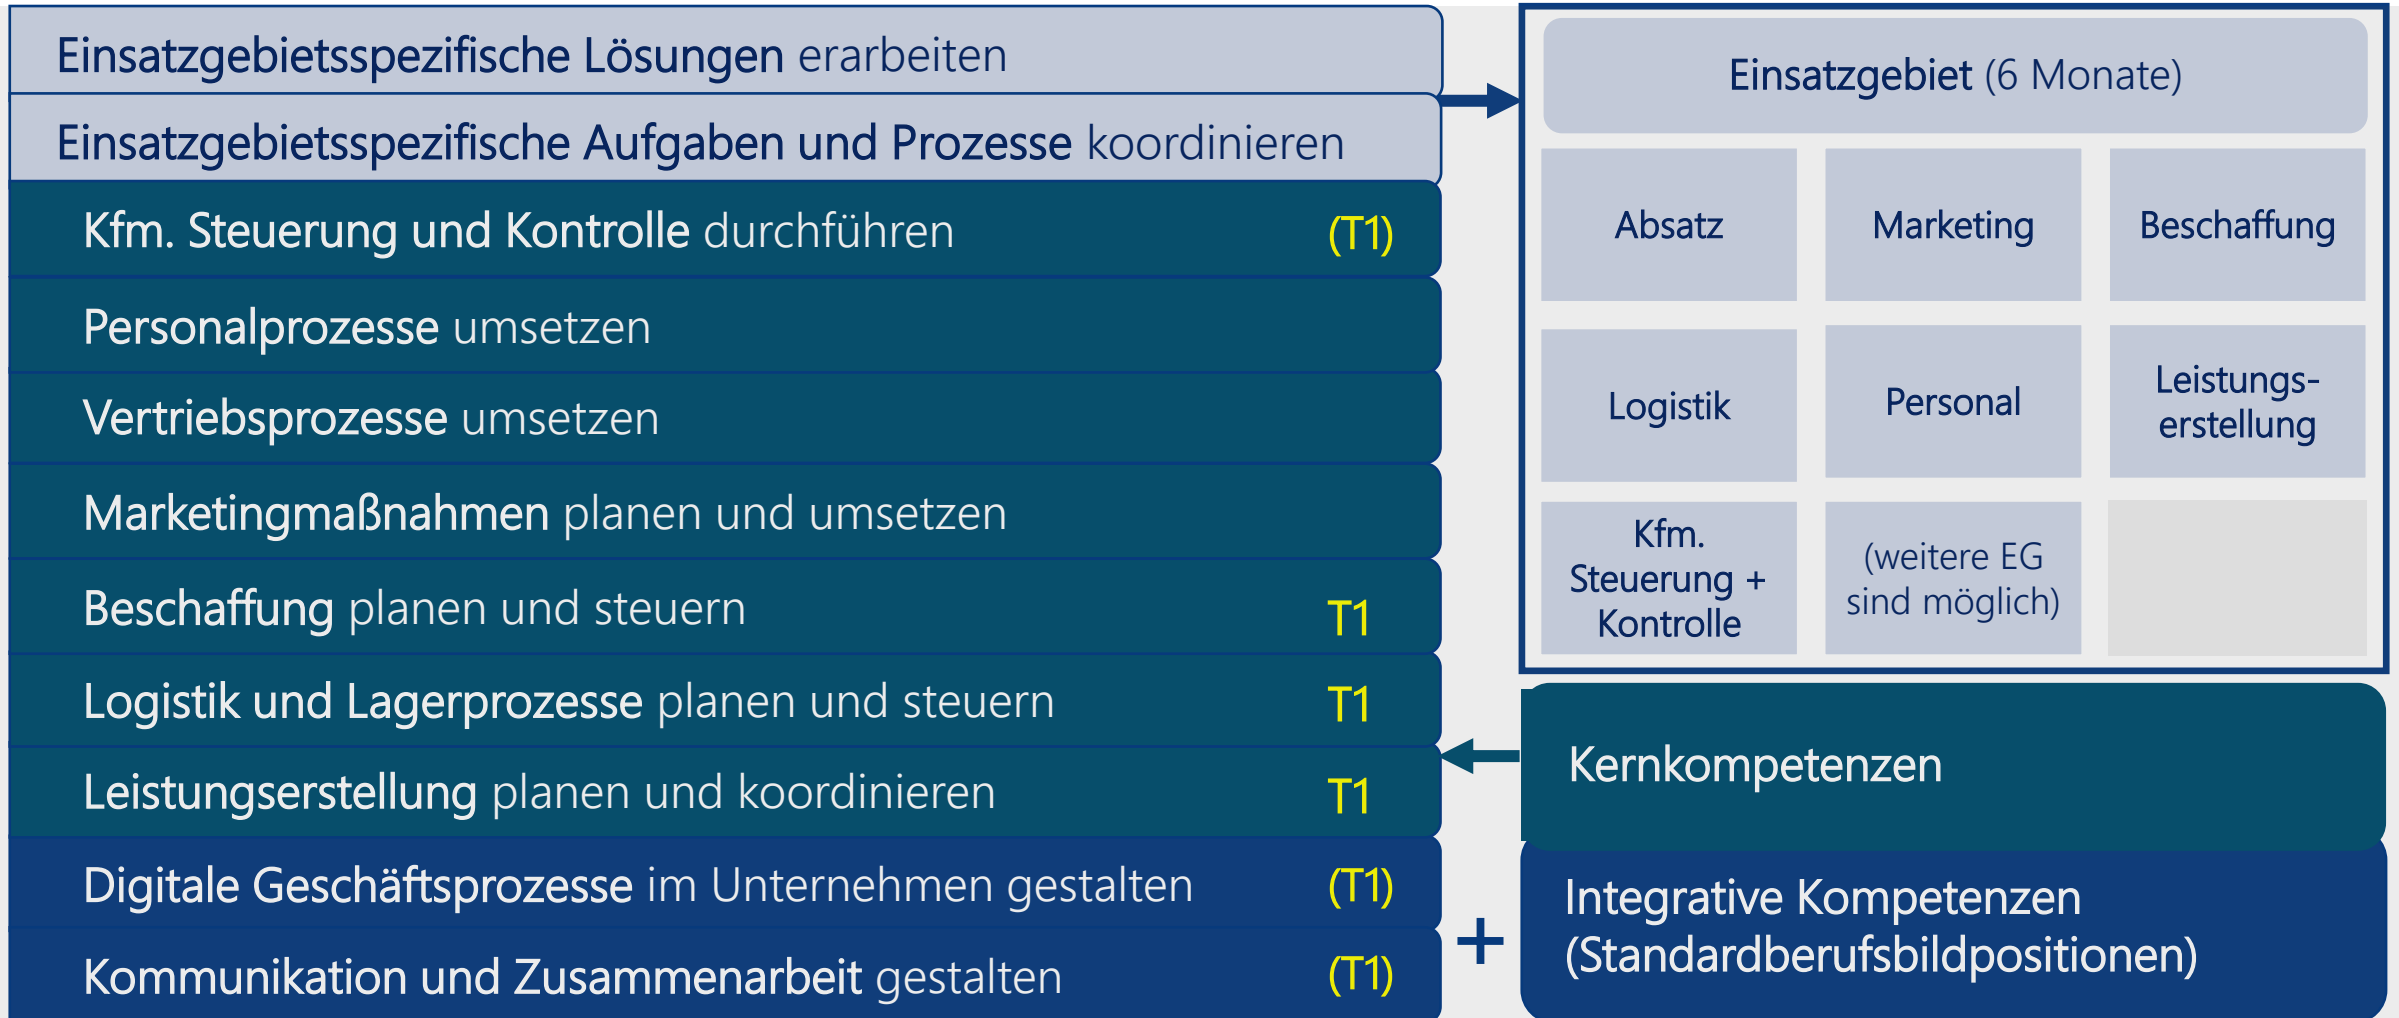 Einsatzgebietsspezifische Lösungen erarbeiten
Einsatzgebietsspezifische Aufgaben und Prozesse koordinieren
Kfm. Steuerung und Kontrolle durchführen (T1)
Personalprozesse umsetzen
Vertriebsprozesse umsetzen
Marketingmaßnahmen planen und umsetzen
Beschaffung planen und steuern T1
Logistik und Lagerprozesse planen und steuern T1
Leistungserstellung planen und koordinieren T1
Digitale Geschäftsprozesse im Unternehmen gestalten (T1)
Kommunikation und Zusammenarbeit gestalten (T1)
+
Einsatzgebiet (6 Monate)
Absatz
Marketing
Beschaffung
Logistik
Personal
Leistungs-
erstellung
Kfm.
Steuerung +
Kontrolle
(weitere EG
sind möglich)
Kernkompetenzen
Integrative Kompetenzen
(Standardberufsbildpositionen)